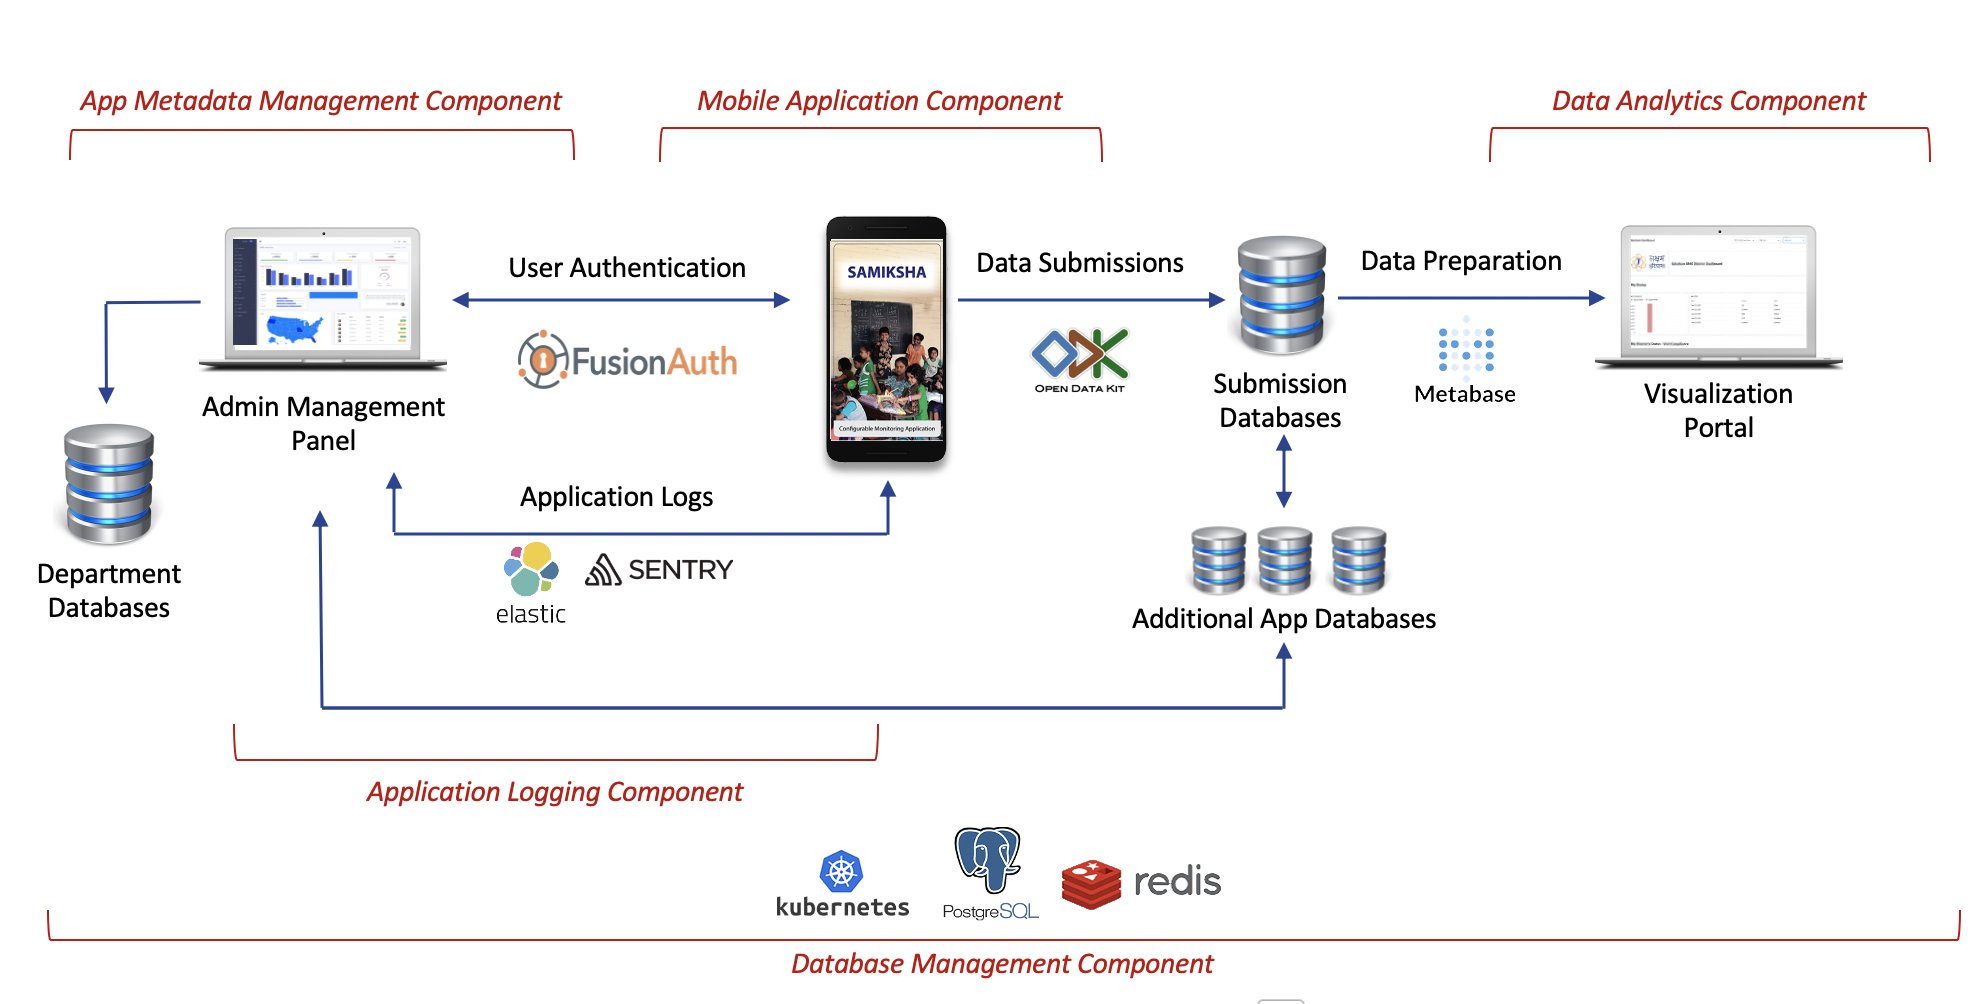 App Metadata Management Component
Mobile Application Component
Data Analytics Component
User Authentication
FusionAuth
SAMIKSHA
Configurable Monitoring Application
Data Submissions
OPEN DATA KIT
Data Preparation
Metabase
Admin Management
Panel
Submission
Databases
Visualization
Portal
Application Logs
elastic
SENTRY
Department
Databases
Additional App Databases
Application Logging Component
kubernetes
PostgreSQL
redis
Database Management Component